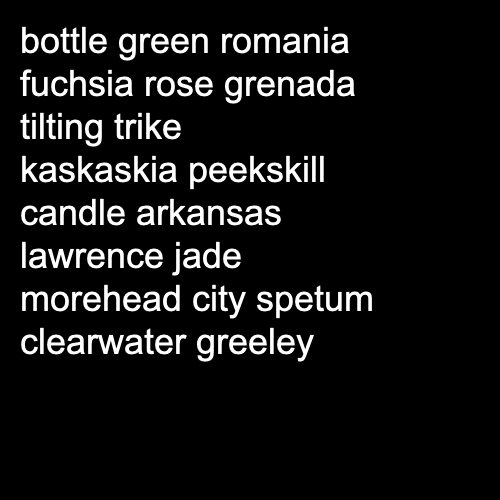 bottle green romania
fuchsia rose grenada
tilting trike
kaskaskia peekskill
candle arkansas
lawrence jade
morehead city spetum
clearwater greeley